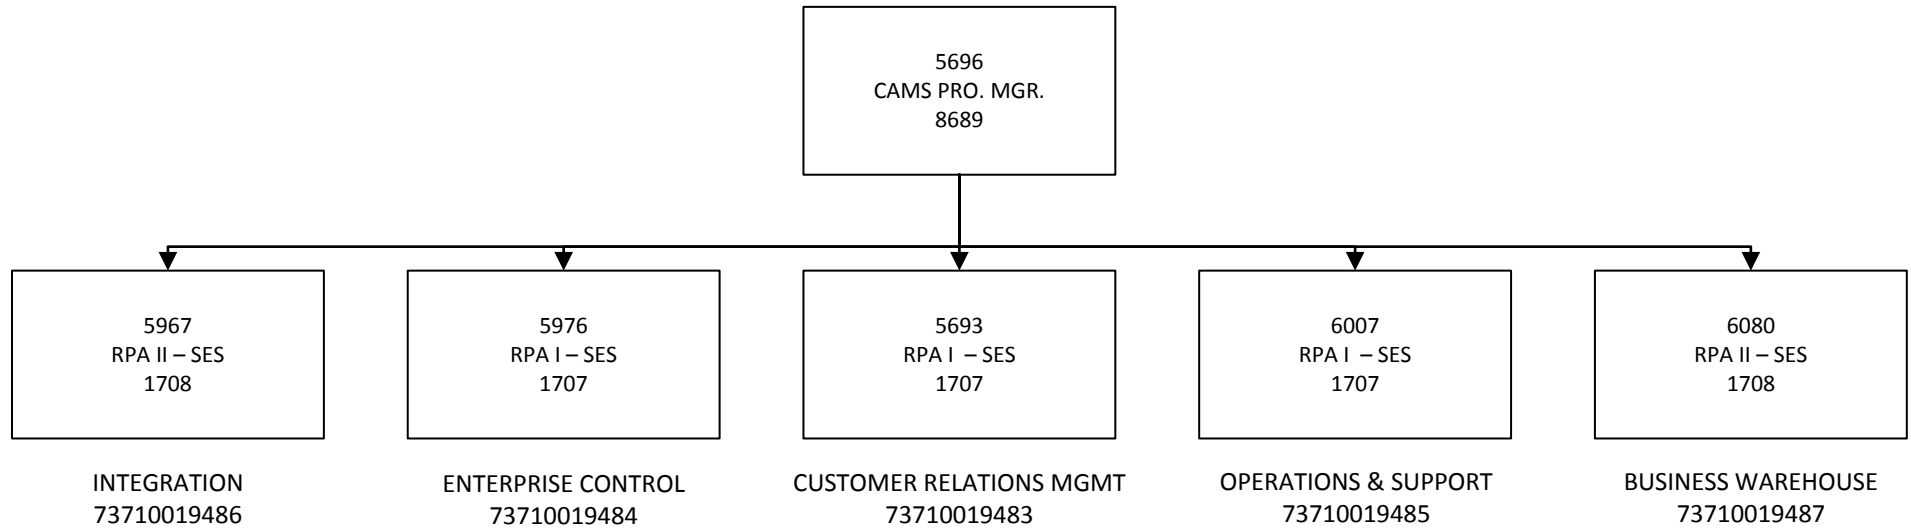 5696
CAMS PRO. MGR.
8689
5967
RPA II – SES
1708
5976
RPA I – SES
1707
5693
RPA I – SES
1707
6007
RPA I – SES
1707
6080
RPA II – SES
1708
INTEGRATION
73710019486
ENTERPRISE CONTROL
73710019484
CUSTOMER RELATIONS MGMT
73710019483
OPERATIONS & SUPPORT
73710019485
BUSINESS WAREHOUSE
73710019487